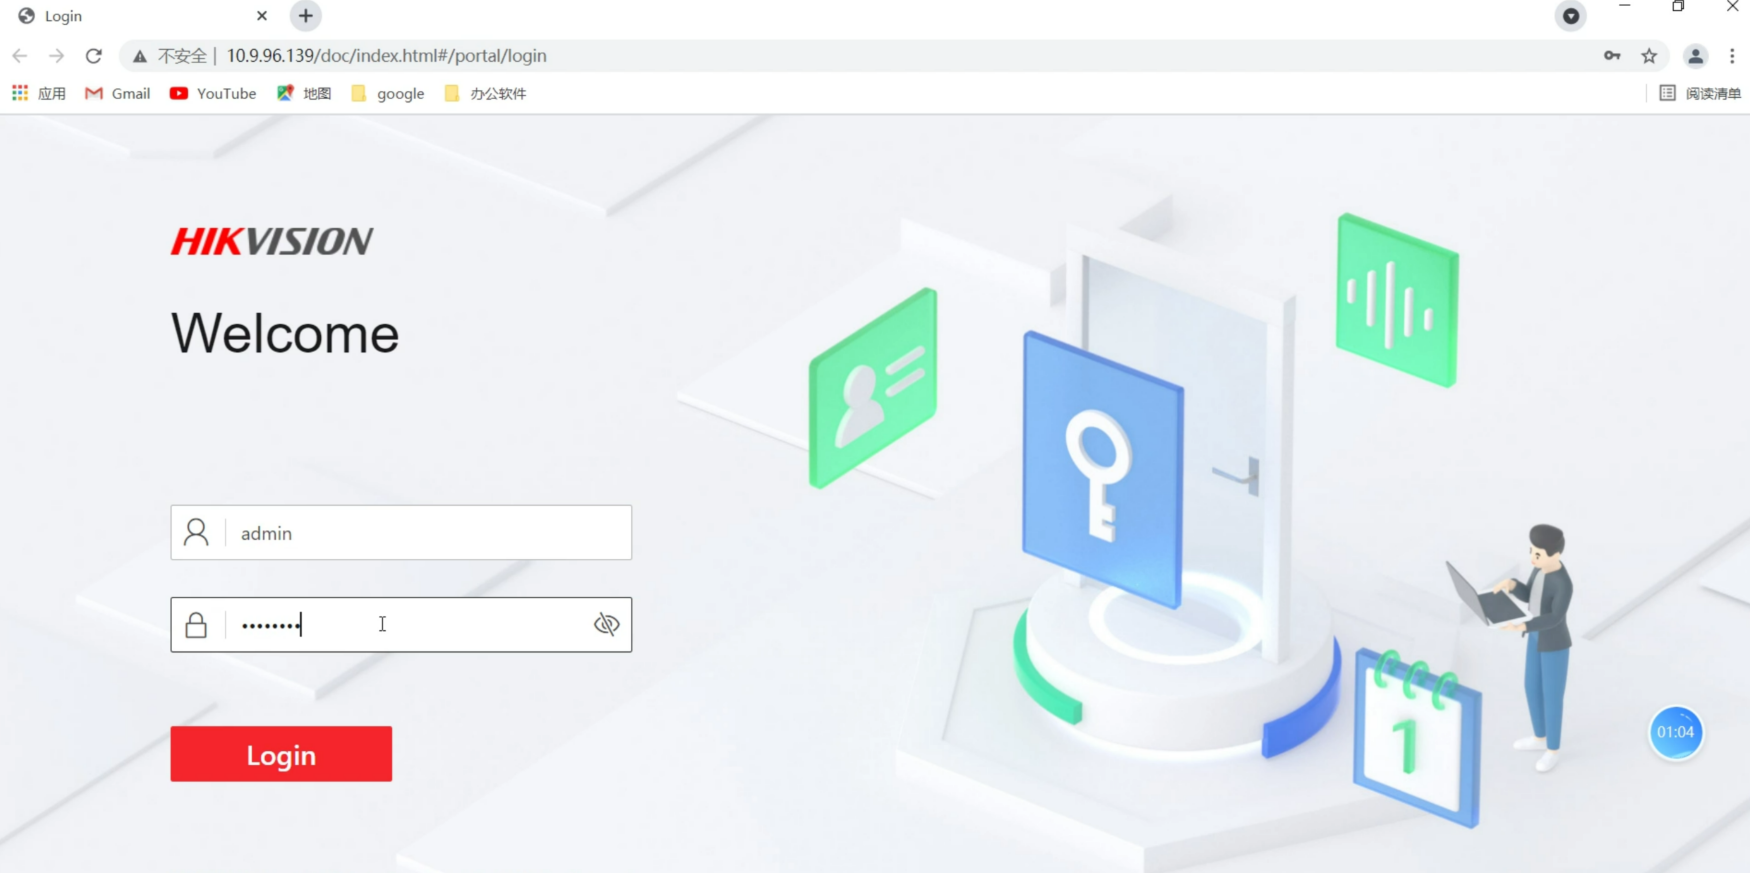 Login
不安全 | 10.9.96.139/doc/index.html#/portal/login
应用 Gmail YouTube 地图 google 办公软件 阅读清单
HIKVISION
Welcome
admin
••••••••
Login
1
01:04